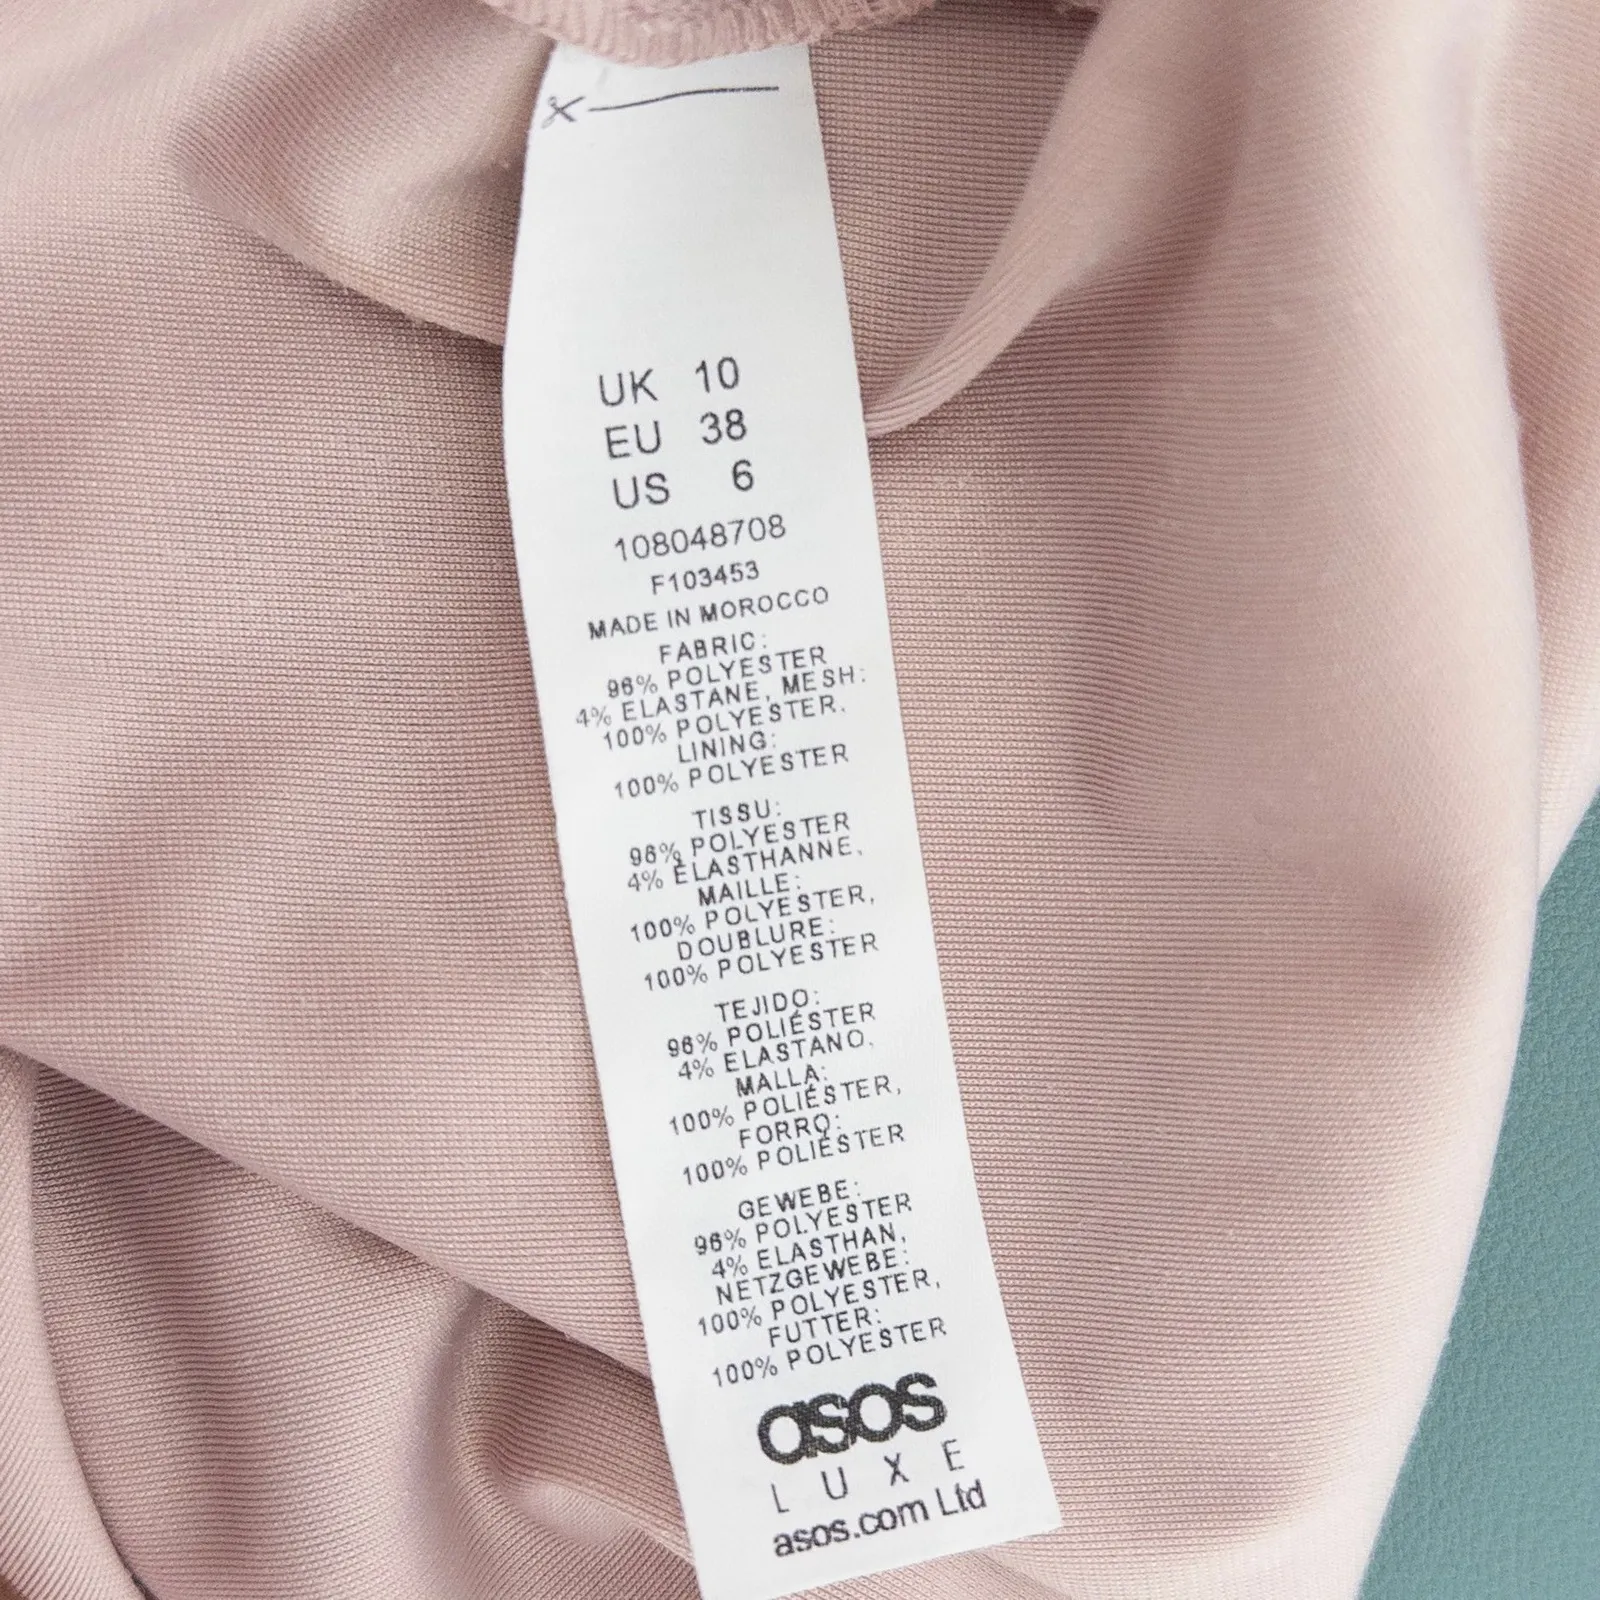 UK 10
EU 38
US 6
108048708
F103453
MADE IN MOROCCO
FABRIC:
96% POLYESTER
4% ELASTANE, MESH:
100% POLYESTER.
LINING:
100% POLYESTER
TISSU:
96% POLYESTER
4% ÉLASTHANNE,
MAILLE:
100% POLYESTER,
DOUBLURE:
100% POLYESTER
TEJIDO:
96% POLIÉSTER
4% ELASTANO,
MALLA:
100% POLIÉSTER,
FORRO:
100% POLIÉSTER
GEWEBE:
96% POLYESTER
4% ELASTHAN,
NETZGEWEBE:
100% POLYESTER,
FUTTER:
100% POLYESTER
asos
LUXE
asos.com Ltd